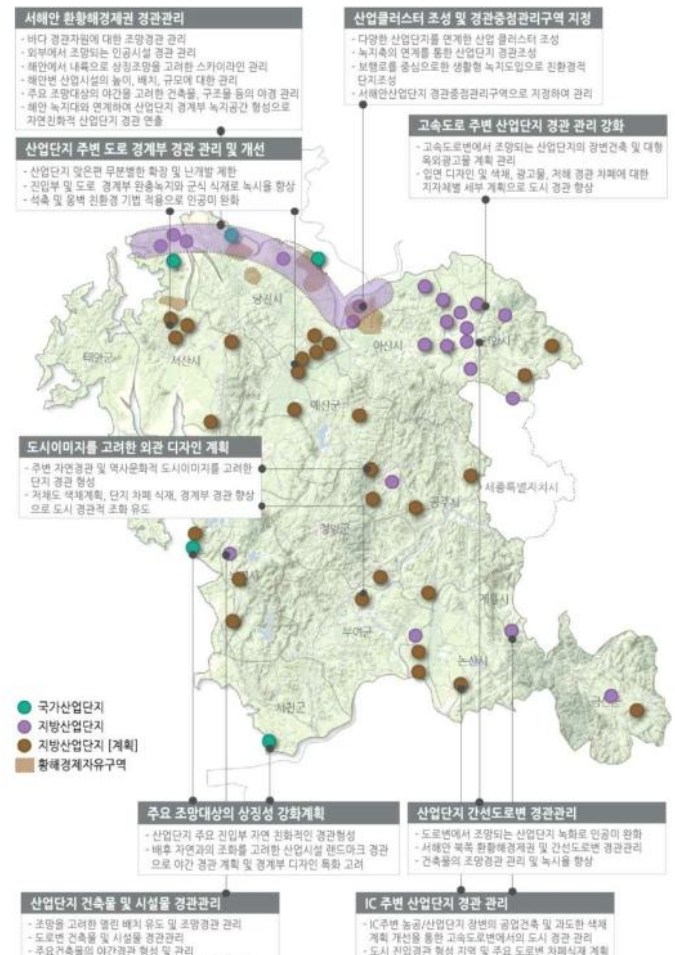 서해안 환황해경제권 경관관리
- 바다 경관자원에 대한 조망경관 관리
- 외부에서 조망되는 인공시설 경관 관리
- 해안에서 내륙으로 상징조망을 고려한 스카이라인 관리
- 해안변 산업시설의 높이, 배치, 규모에 대한 관리
- 주요 조망대상의 야간을 고려한 건축물, 구조물 등의 야경 관리
- 해안 녹지대와 연계하여 산업단지 경계부 녹지공간 형성으로
자연친화적 산업단지 경관 연출
산업클러스터 조성 및 경관중점관리구역 지정
- 다양한 산업단지를 연계한 산업 클러스터 조성
- 녹지축의 연계를 통한 산업단지 경관조성
- 보행로를 중심으로한 생활형 녹지도입으로 친환경적
단지조성
- 서해안산업단지 경관중점관리구역으로 지정하여 관리
고속도로 주변 산업단지 경관 관리 강화
- 고속도로변에서 조망되는 산업단지의 장변건축 및 대형
옥외광고물 계획 관리
- 입면 디자인 및 색채, 광고물, 저해 경관 차폐에 대한
지자체별 세부 계획으로 도시 경관 향상
산업단지 주변 도로 경계부 경관 관리 및 개선
- 산업단지 맞은편 무분별한 확장 및 난개발 제한
- 진입부 및 도로 경계부 완충녹지와 군식 식재로 녹시율 향상
- 석축 및 옹벽 친환경 기법 적용으로 인공미 완화
당진시
아산시
천안시
태안군
서산시
예산군
도시이미지를 고려한 외관 디자인 계획
- 주변 자연경관 및 역사문화적 도시이미지를 고려한
단지 경관 형성
- 저채도 색채계획, 단지 차폐 식재, 경계부 경관 향상
으로 도시 경관적 조화 유도
세종특별자치시
공주시
청양군
보령시
계룡시
부여군
논산시
서천군
금산군
국가산업단지
지방산업단지
지방산업단지 [계획]
황해경제자유구역
주요 조망대상의 상징성 강화계획
- 산업단지 주요 진입부 자연 친화적인 경관형성
- 배후 자연과의 조화를 고려한 산업시설 랜드마크 경관
으로 야간 경관 계획 및 경계부 디자인 특화 고려
산업단지 간선도로변 경관관리
- 도로변에서 조망되는 산업단지 녹화로 인공미 완화
- 서해안 북쪽 환황해경제권 및 간선도로변 경관관리
- 건축물의 조망경관 관리 및 녹시율 향상
산업단지 건축물 및 시설물 경관관리
- 조망을 고려한 열린 배치 유도 및 조망경관 관리
- 도로변 건축물 및 시설물 경관관리
- 주요건축물의 야간경관 형성 및 관리
IC 주변 산업단지 경관 관리
- IC주변 농공/산업단지 장변의 공업건축 및 과도한 색채
계획 개선을 통한 고속도로변에서의 도시 경관 관리
- 도시 진입경관 형성 지역 및 주요 도로변 차폐식재 계획